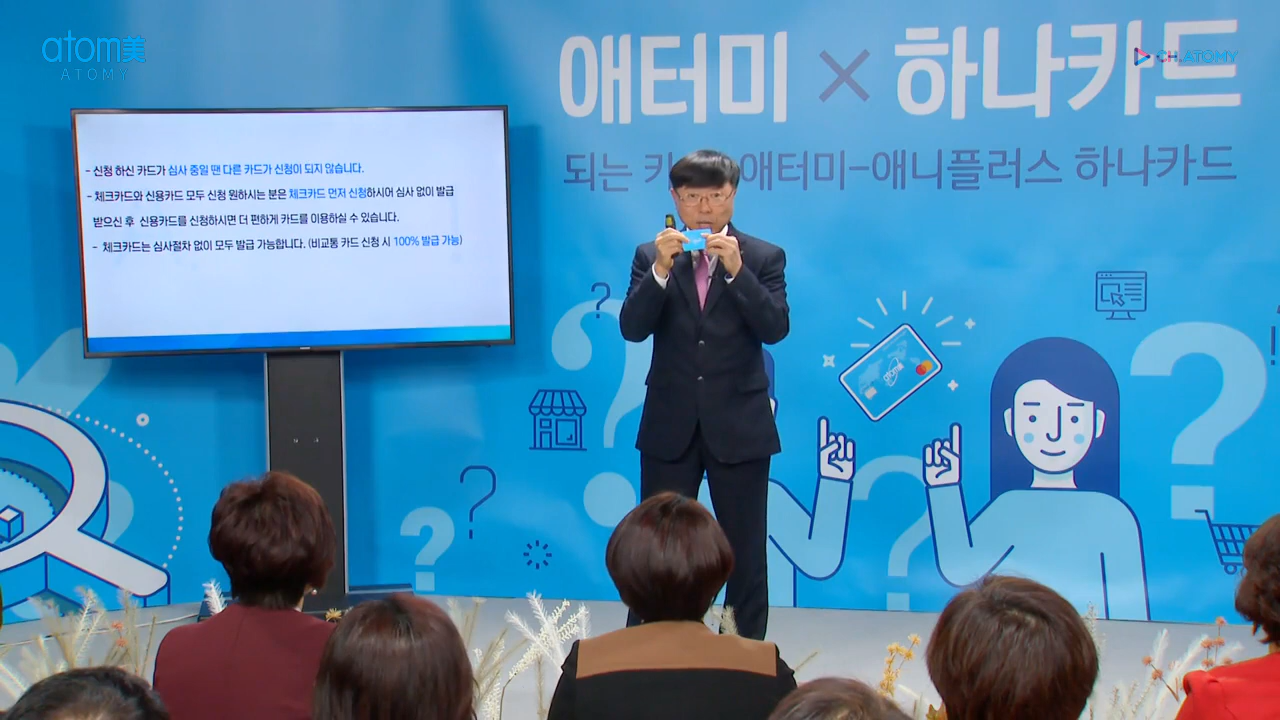 atom美
ATOMY
애터미 × 하나카드
CH.ATOMY
되는 애터미-애니플러스 하나카드
- 신청 하신 카드가 심사 중일 땐 다른 카드가 신청이 되지 않습니다.
- 체크카드와 신용카드 모두 신청 원하시는 분은 체크카드 먼저 신청하시어 심사 없이 발급
받으신 후 신용카드를 신청하시면 더 편하게 카드를 이용하실 수 있습니다.
- 체크카드는 심사절차 없이 모두 발급 가능합니다. (비교통 카드 신청 시 100% 발급 가능)